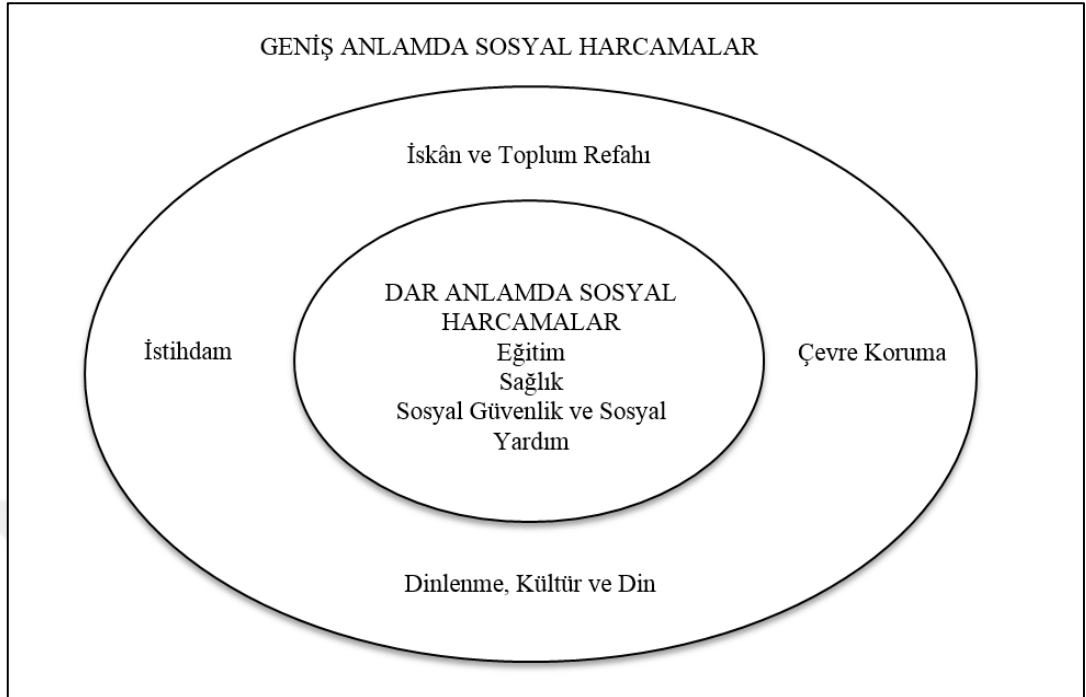 GENİŞ ANLAMDA SOSYAL HARCAMALAR
İskân ve Toplum Refahı
DAR ANLAMDA SOSYAL
HARCAMALAR
Eğitim
Sağlık
Sosyal Güvenlik ve Sosyal
Yardım
İstihdam
Çevre Koruma
Dinlenme, Kültür ve Din